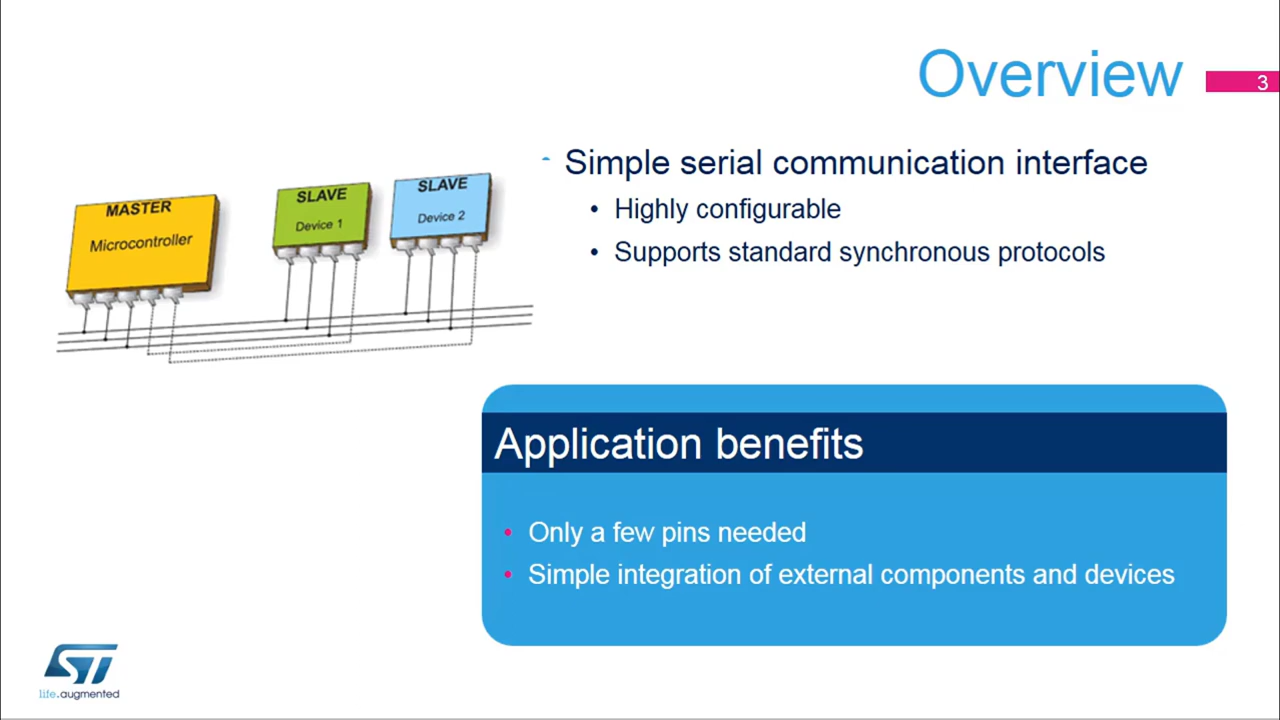 Overview
3
Simple serial communication interface
• Highly configurable
• Supports standard synchronous protocols
MASTER
Microcontroller
SLAVE
Device 1
SLAVE
Device 2
Application benefits
• Only a few pins needed
• Simple integration of external components and devices
ST
life.augmented